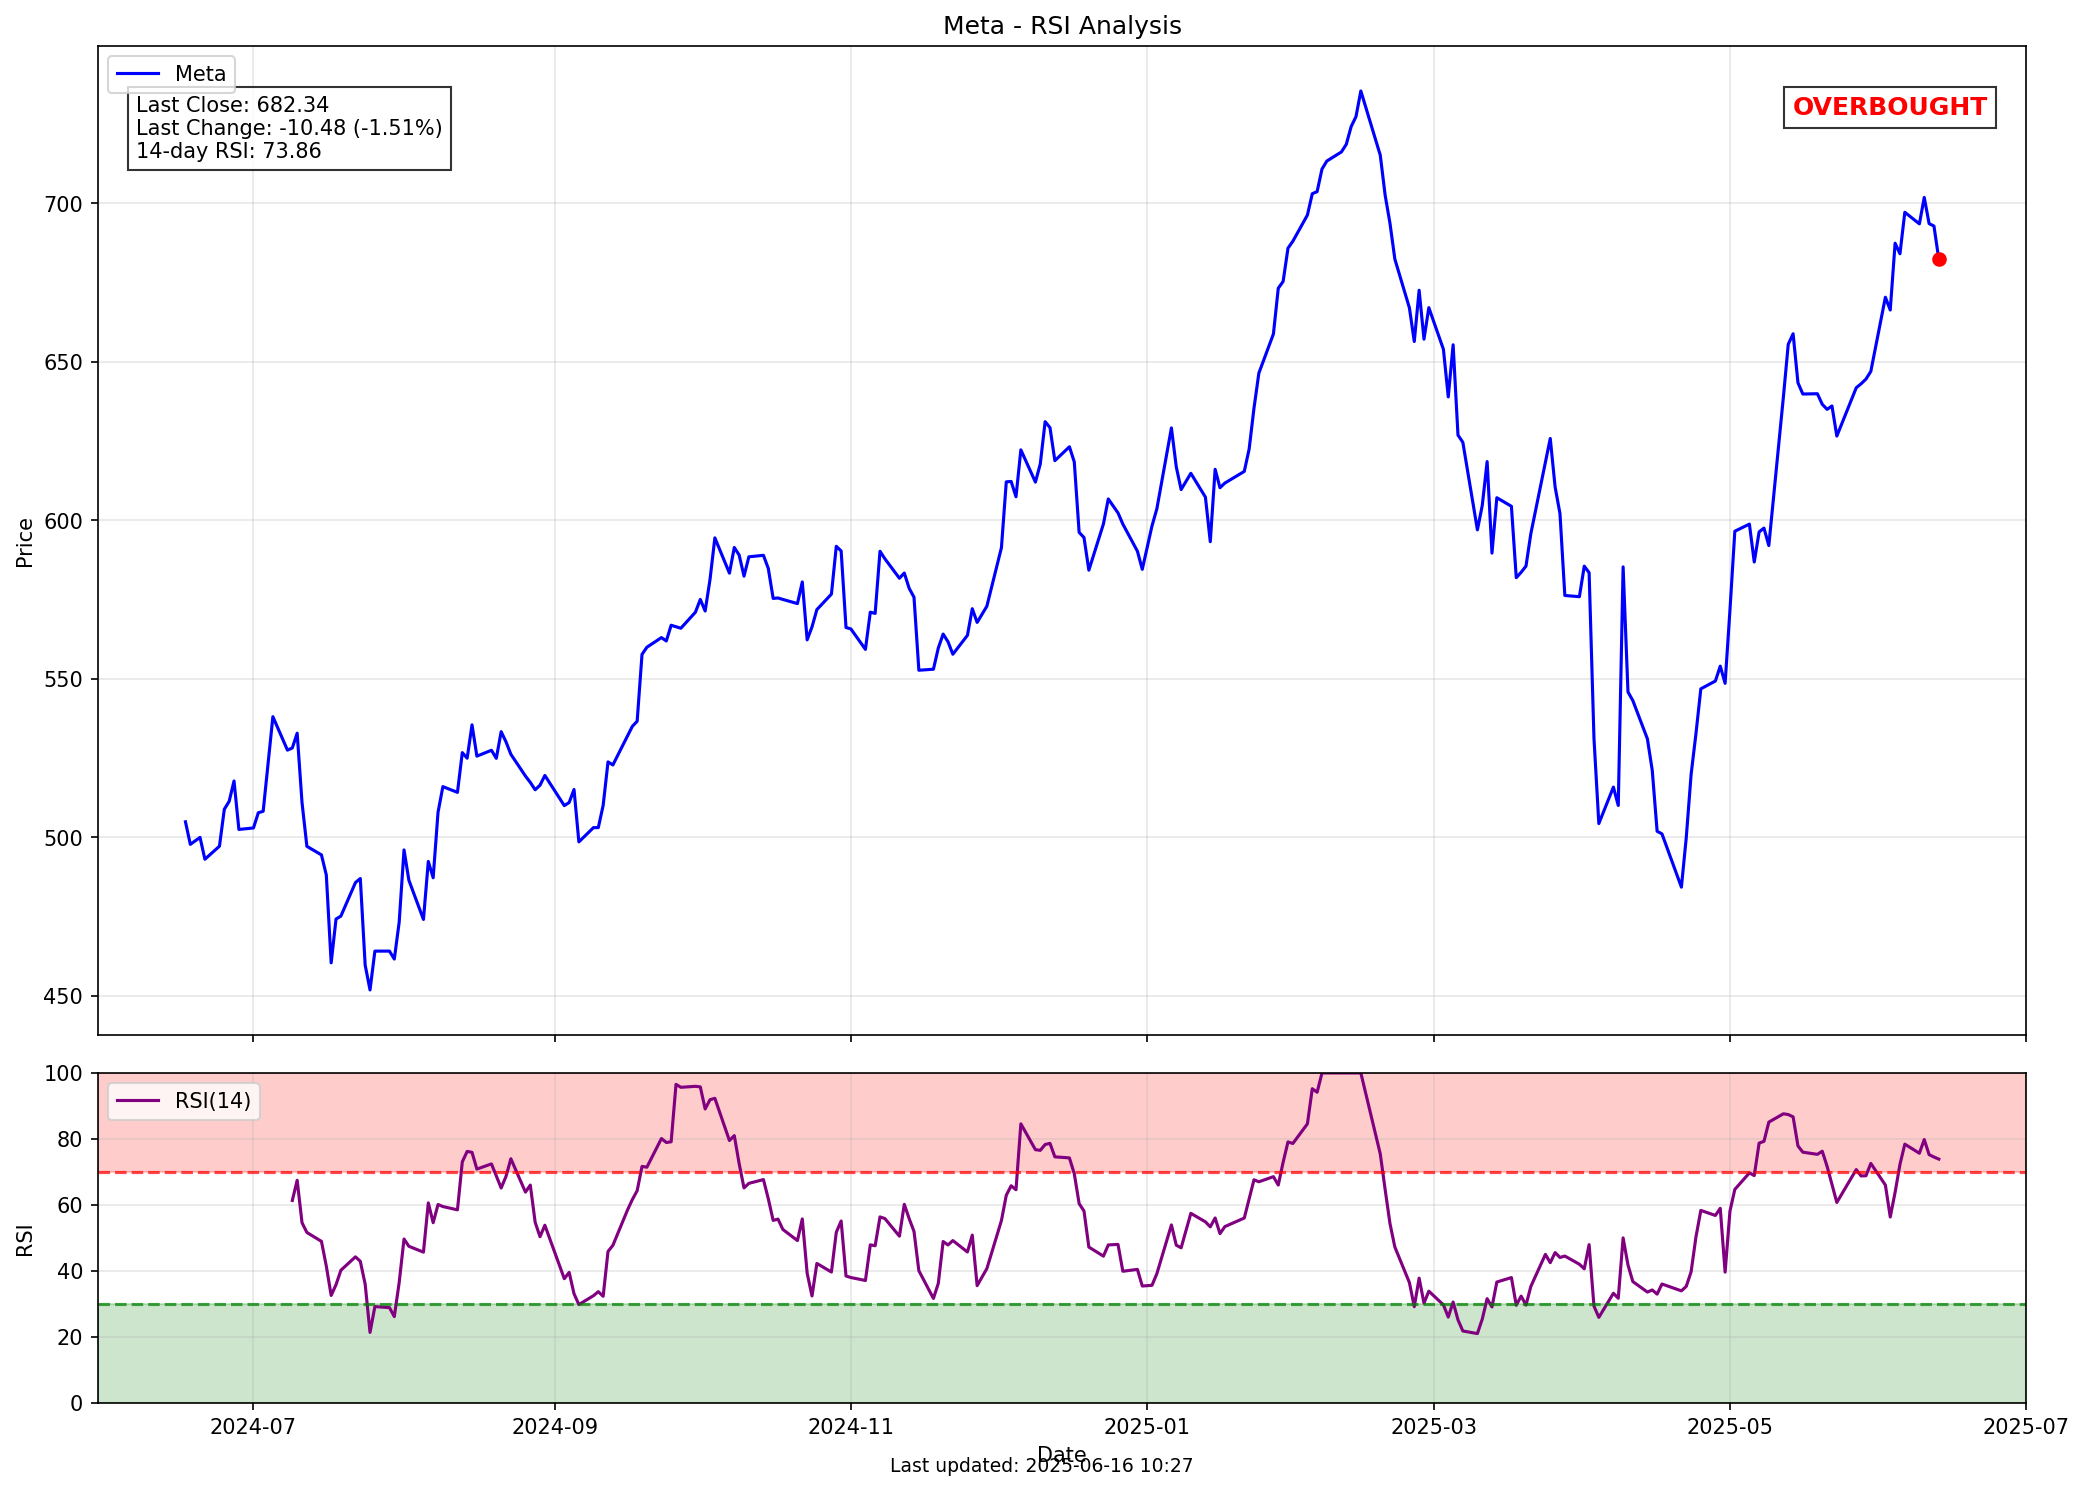 Meta - RSI Analysis
Meta
Last Close: 682.34
Last Change: -10.48 (-1.51%)
14-day RSI: 73.86
OVERBOUGHT
Price
700
650
600
550
500
450
RSI(14)
RSI
100
80
60
40
20
0
2024-07
2024-09
2024-11
2025-01
2025-03
2025-05
2025-07
Date
Last updated: 2025-06-16 10:27